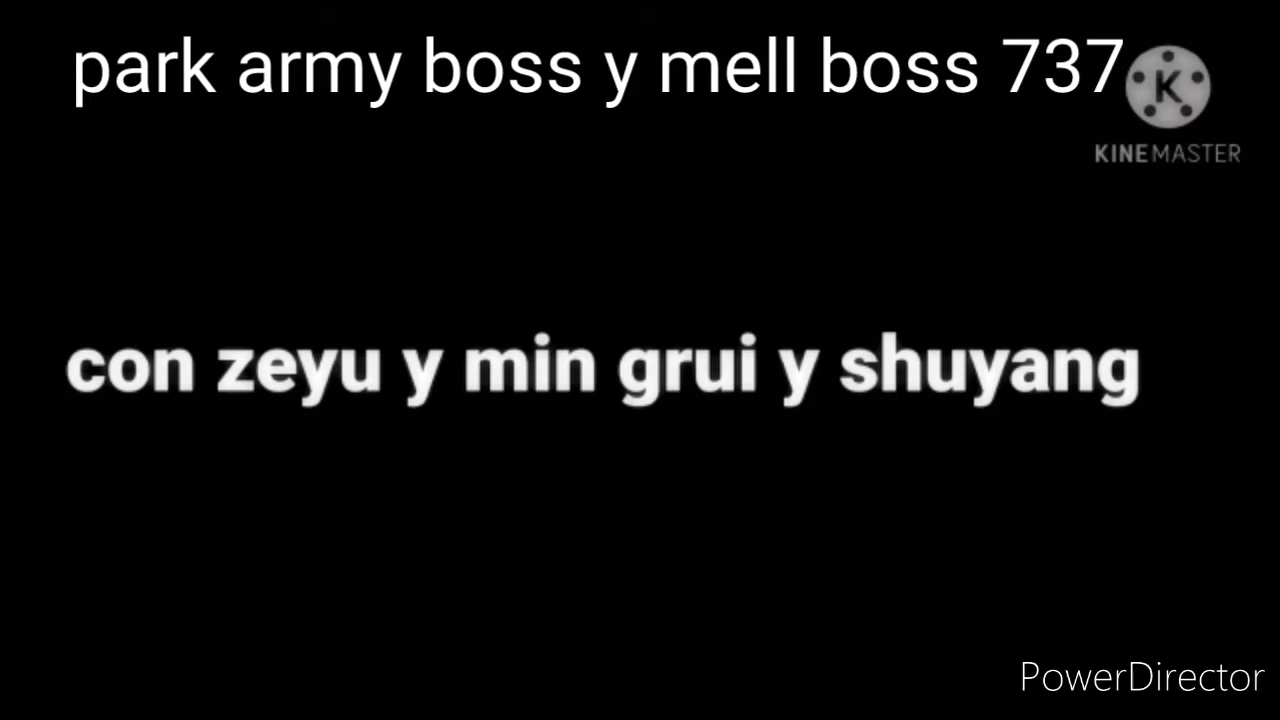 park army boss y mell boss 737
K
KINEMASTER
con zeyu y min grui y shuyang
PowerDirector